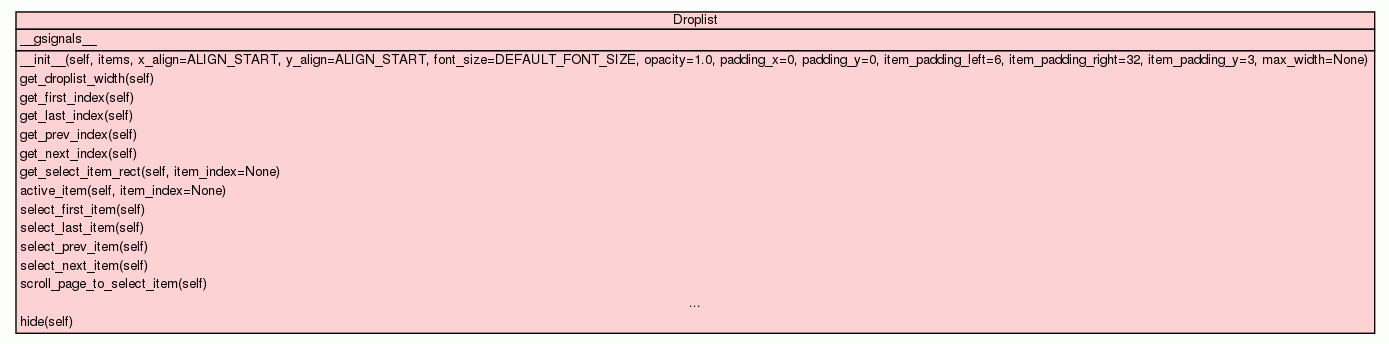 Droplist
__gsignals__
__init__(self, items, x_align=ALIGN_START, y_align=ALIGN_START, font_size=DEFAULT_FONT_SIZE, opacity=1.0, padding_x=0, padding_y=0, item_padding_left=6, item_padding_right=32, item_padding_y=3, max_width=None)
get_droplist_width(self)
get_first_index(self)
get_last_index(self)
get_prev_index(self)
get_next_index(self)
get_select_item_rect(self, item_index=None)
active_item(self, item_index=None)
select_first_item(self)
select_last_item(self)
select_prev_item(self)
select_next_item(self)
scroll_page_to_select_item(self)
...
hide(self)